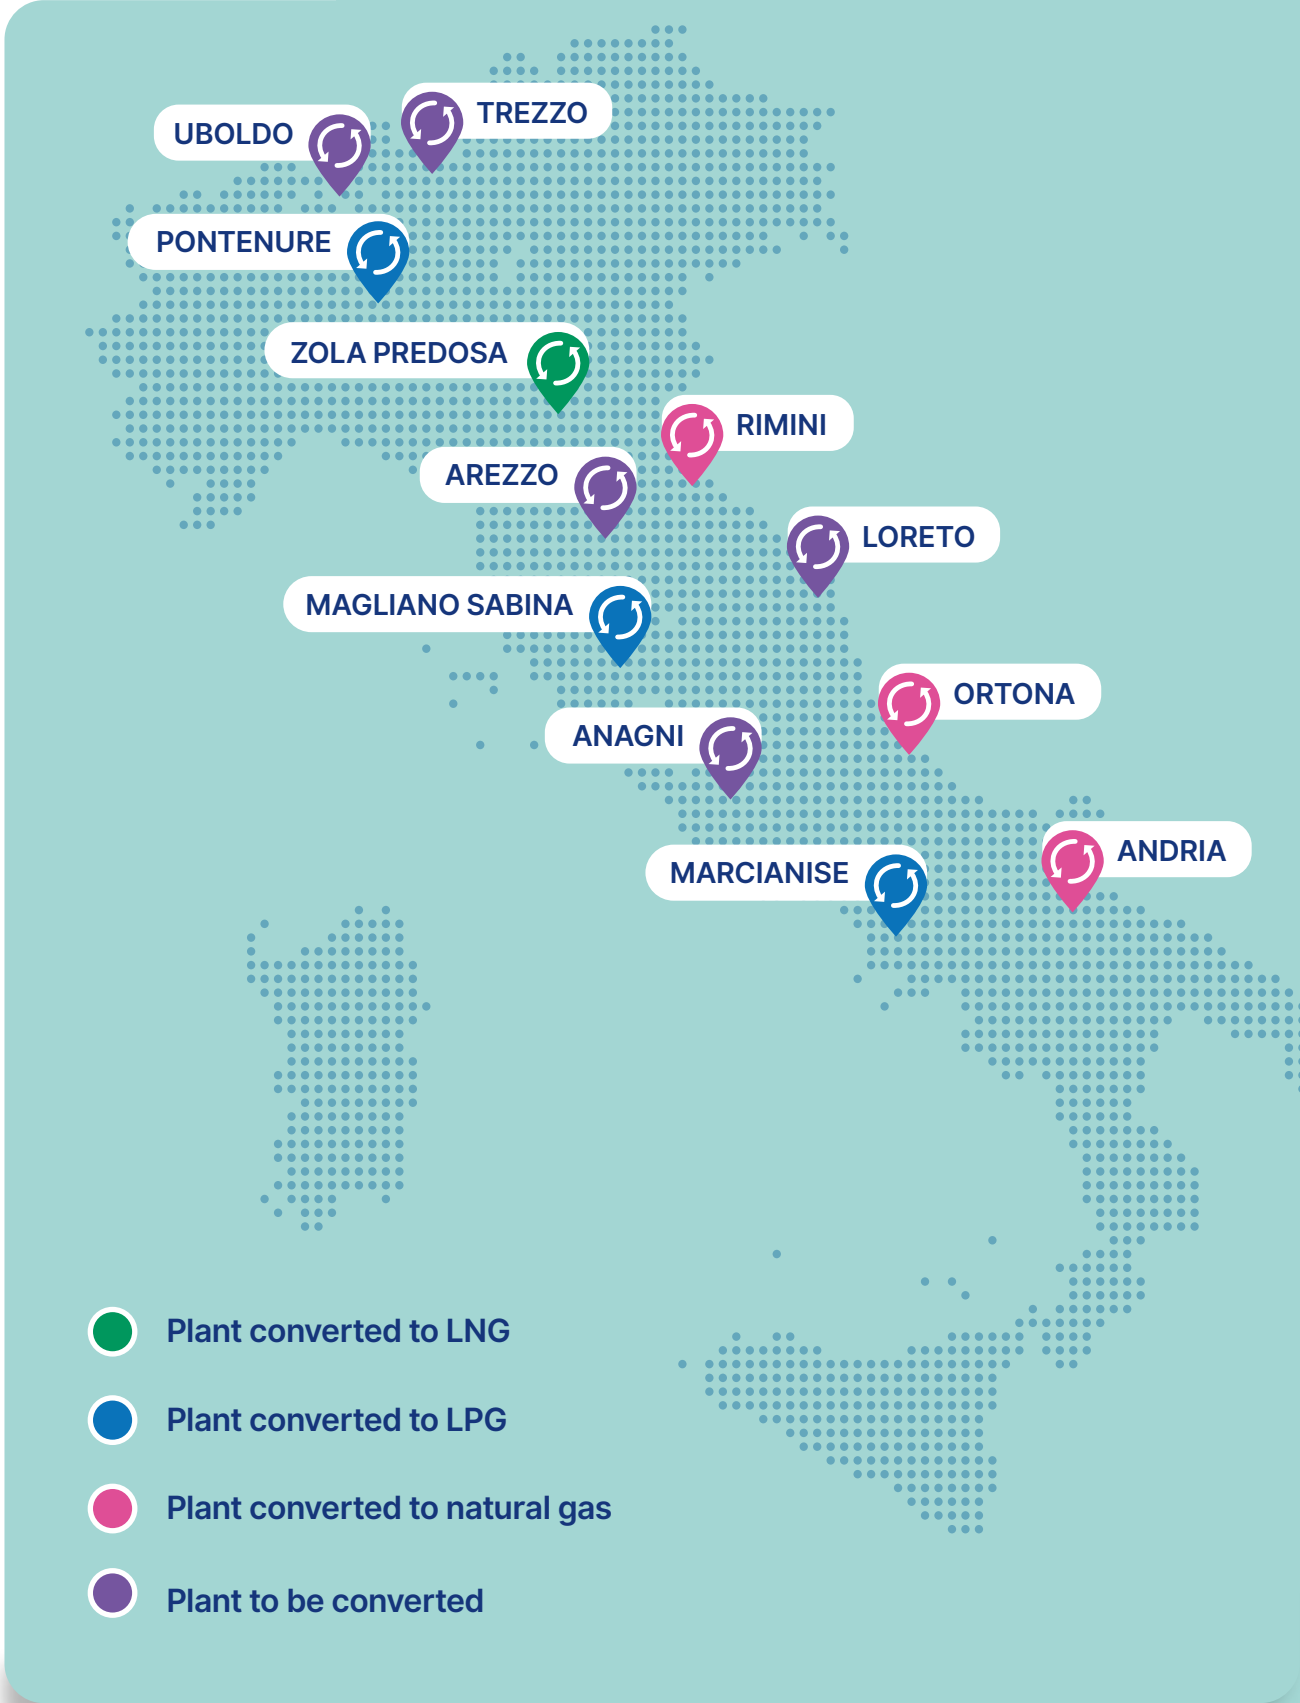 TREZZO
UBOLDO
PONTENURE
ZOLA PREDOSA
RIMINI
AREZZO
LORETO
MAGLIANO SABINA
ORTONA
ANAGNI
ANDRIA
MARCIANISE
Plant converted to LNG
Plant converted to LPG
Plant converted to natural gas
Plant to be converted